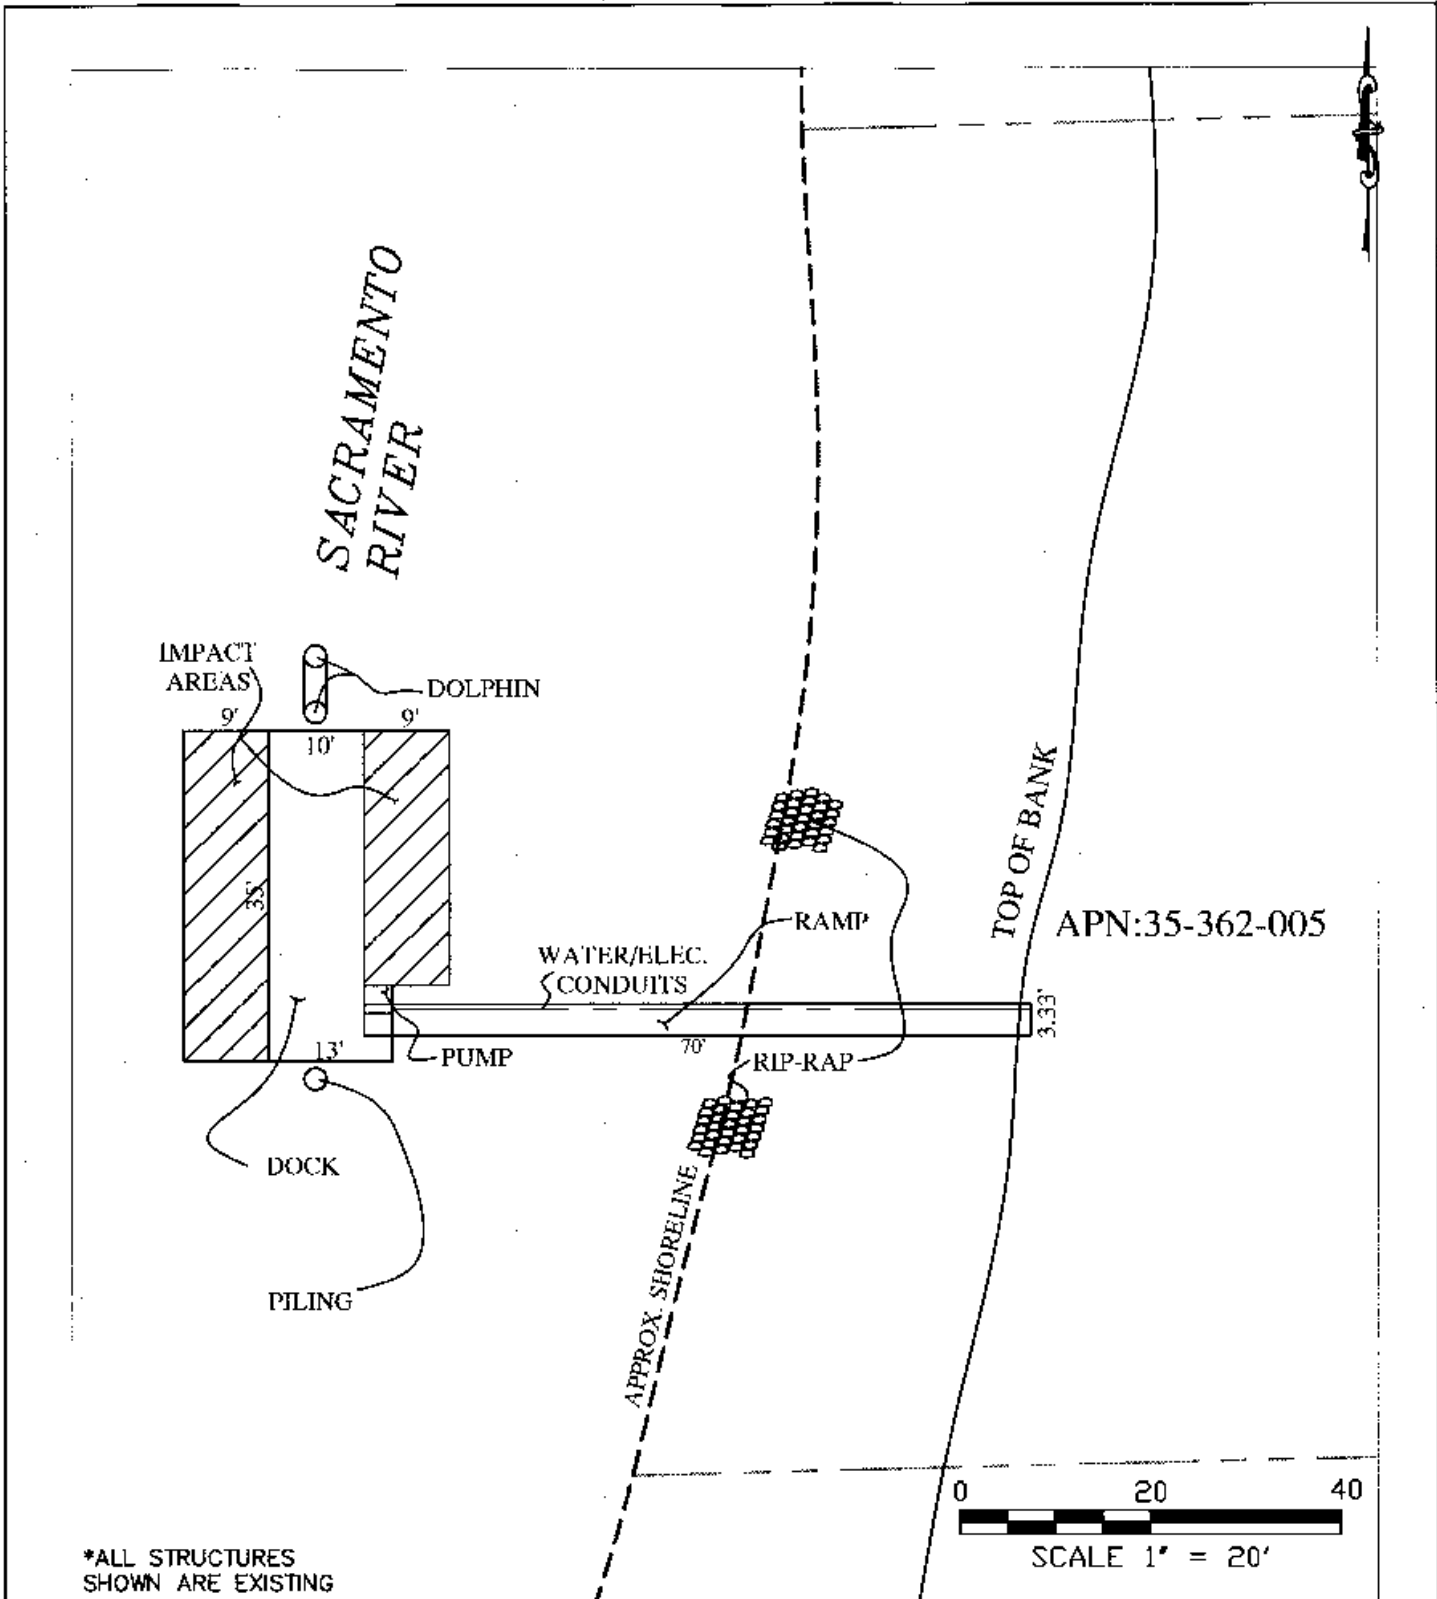 SACRAMENTO
RIVER
IMPACT
AREAS
DOLPHIN
9'
9'
10'
35'
TOP OF BANK
APN:35-362-005
RAMP
WATER/ELEC.
CONDUITS
3.33'
13'
PUMP
70'
RIP-RAP
DOCK
PILING
APPROX. SHORELINE
0 20 40
SCALE 1" = 20'
*ALL STRUCTURES
SHOWN ARE EXISTING